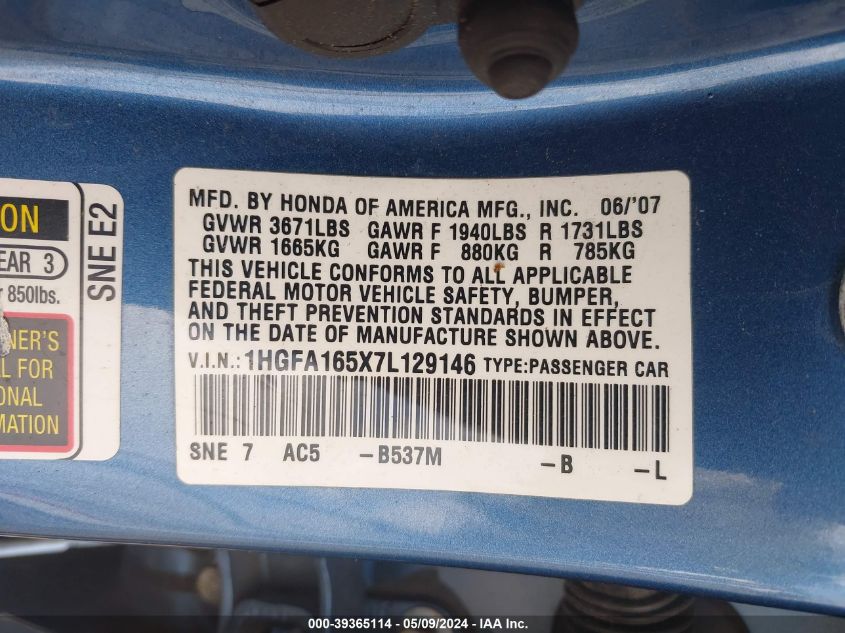 ION
EAR 3
r 850lbs.
NER'S
L FOR
ONAL
MATION
SNE E2
MFD. BY HONDA OF AMERICA MFG., INC. 06/'07
GVWR 3671LBS GAWR F 1940LBS R 1731LBS
GVWR 1665KG GAWR F 880KG R 785KG
THIS VEHICLE CONFORMS TO ALL APPLICABLE
FEDERAL MOTOR VEHICLE SAFETY, BUMPER,
AND THEFT PREVENTION STANDARDS IN EFFECT
ON THE DATE OF MANUFACTURE SHOWN ABOVE.
V.I.N.: 1HGFA165X7L129146 TYPE:PASSENGER CAR
SNE 7 AC5 -B537M -B -L
000-39365114 - 05/09/2024 - IAA Inc.